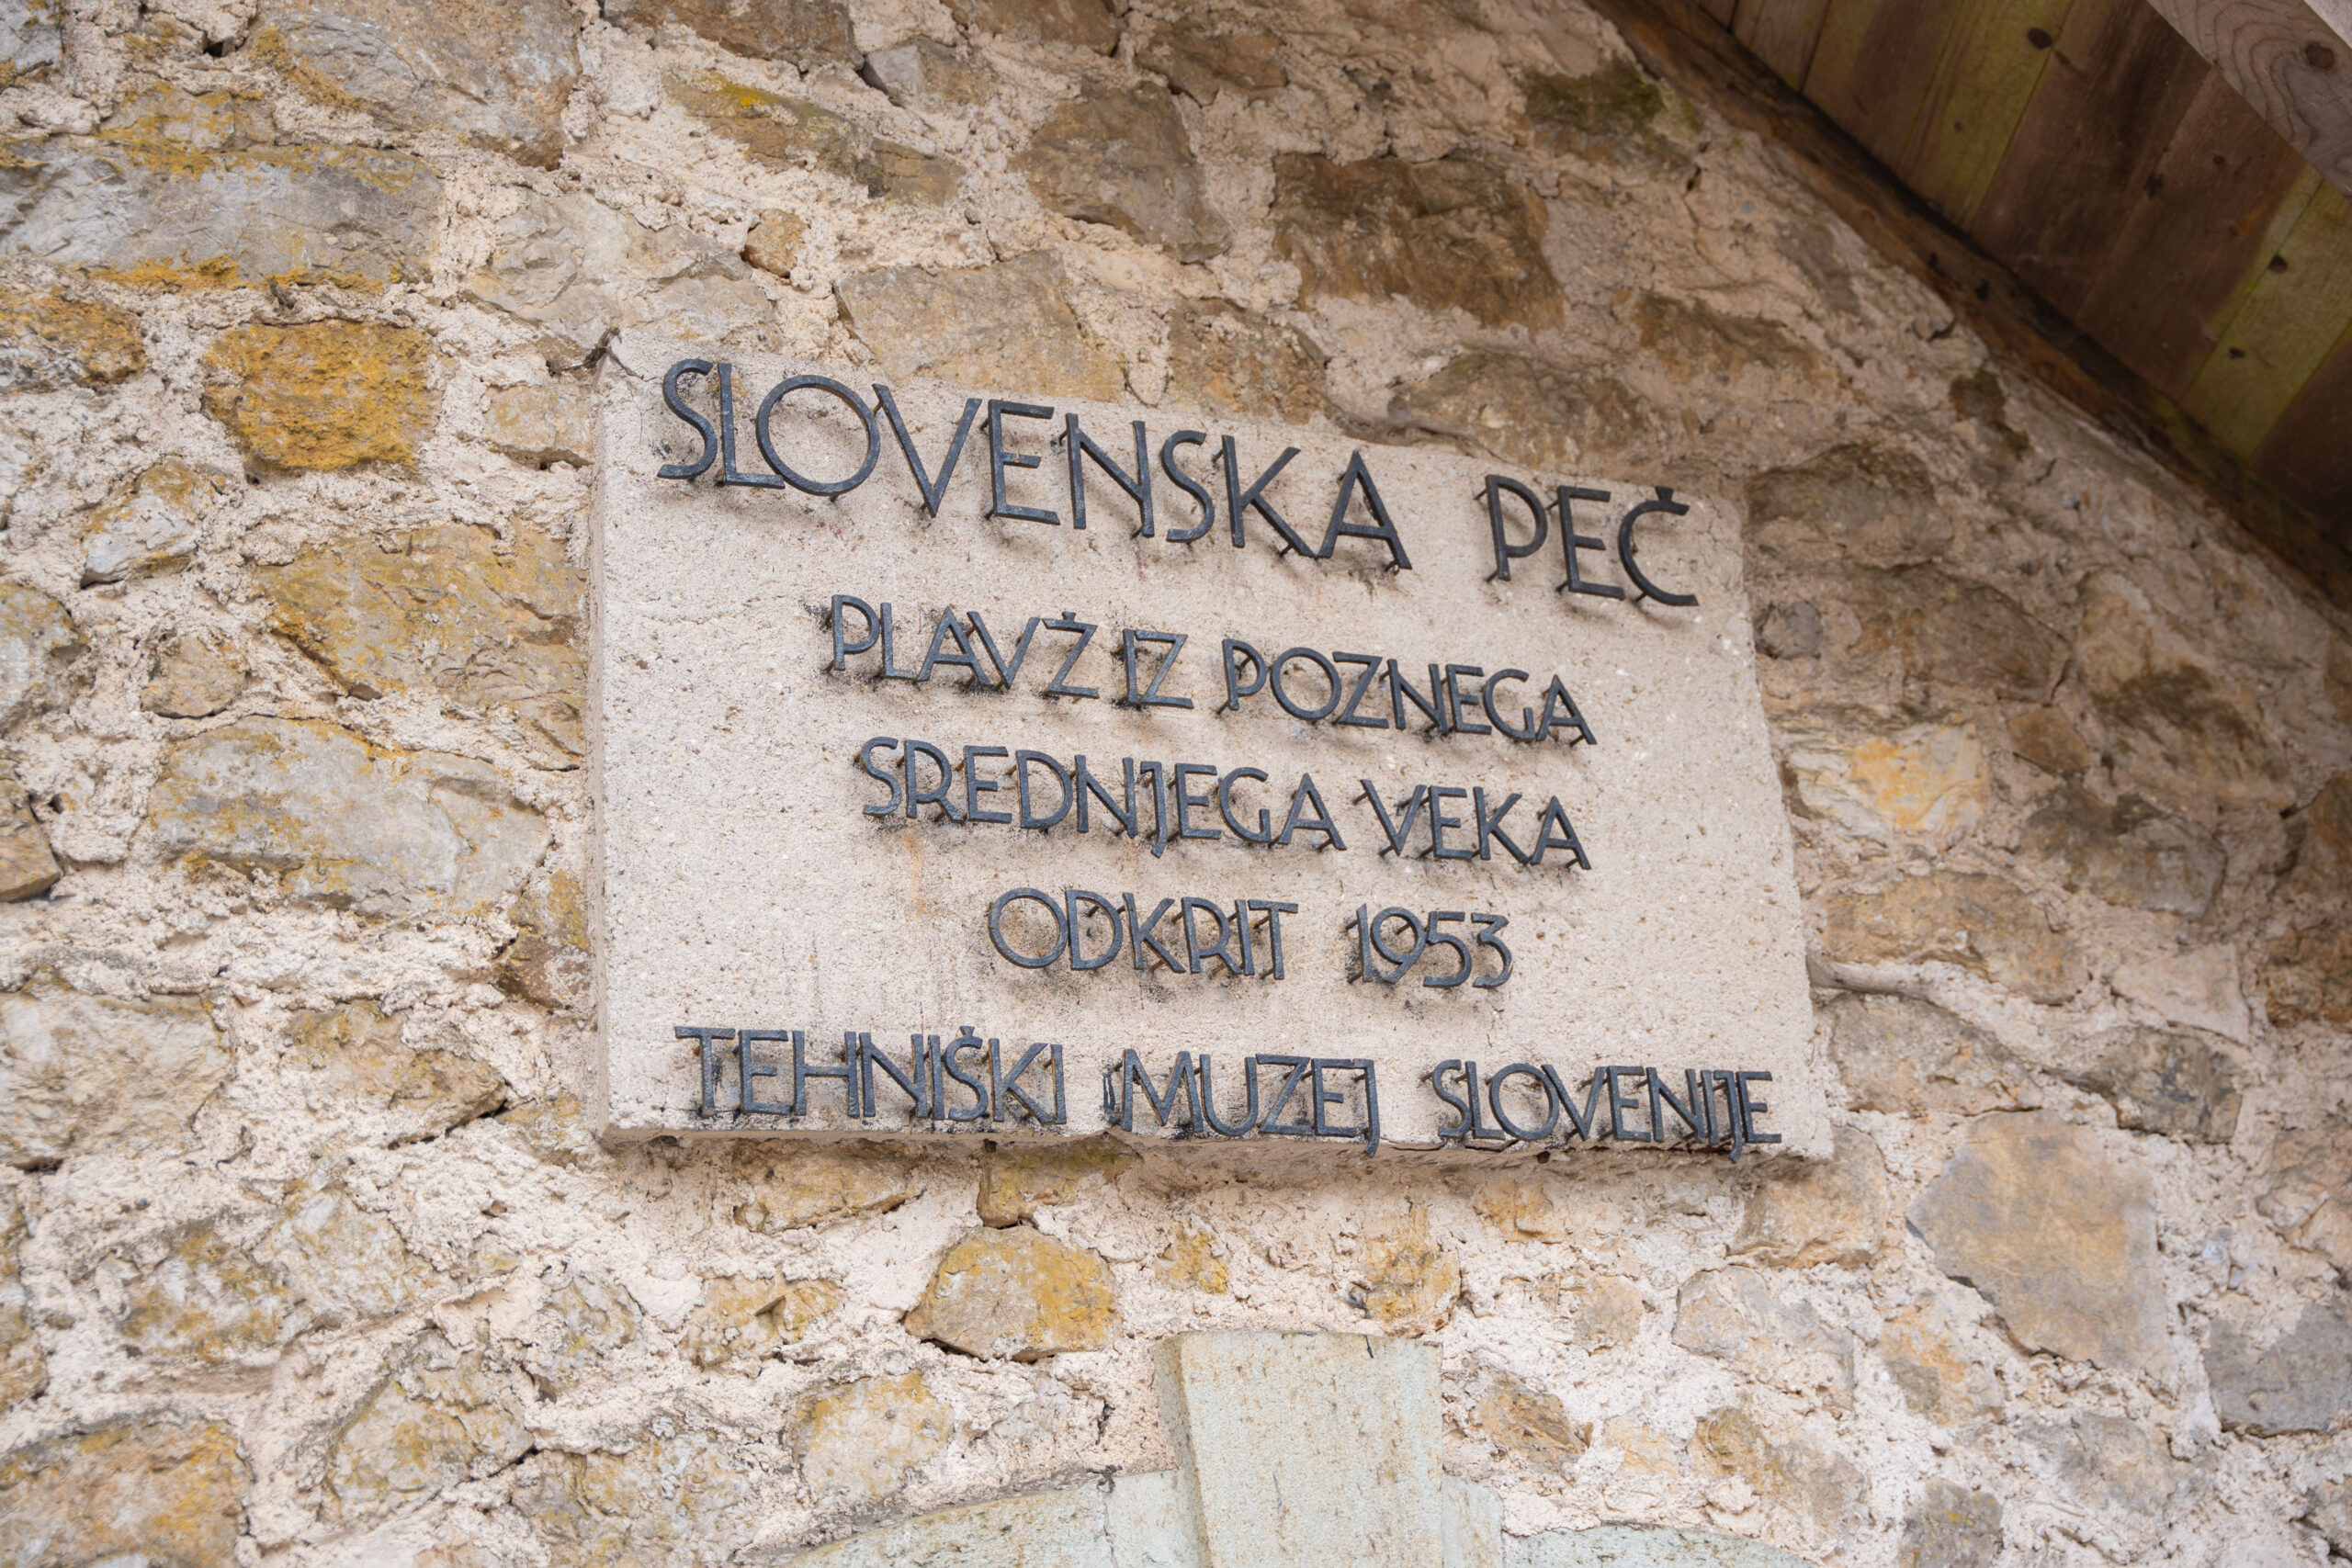 SLOVENSKA PEČ
PLAVŽ IZ POZNEGA
SREDNJEGA VEKA
ODKRIT 1953
TEHNIŠKI MUZEJ SLOVENIJE